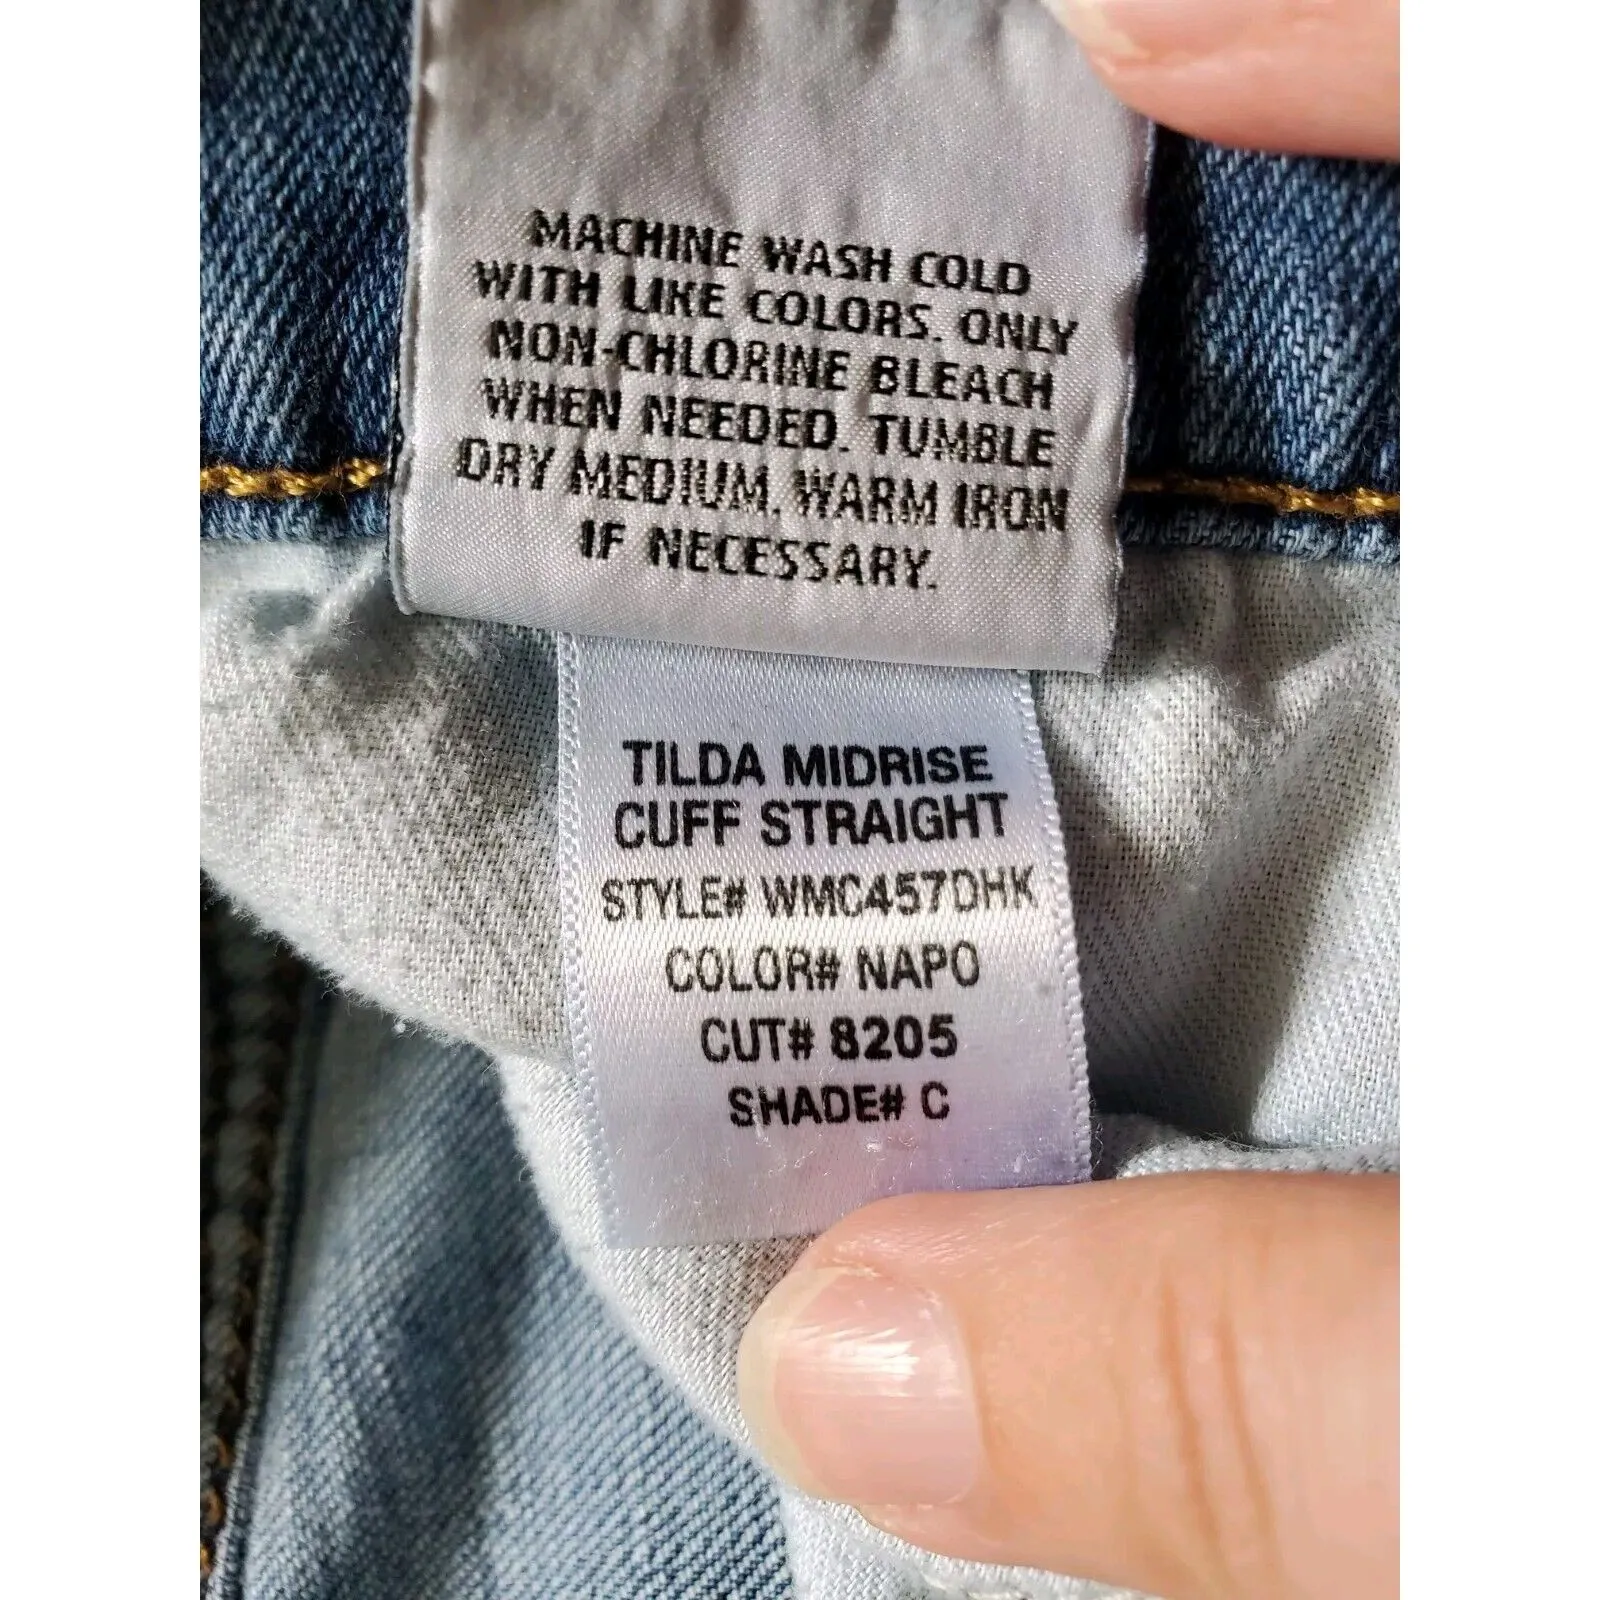 MACHINE WASH COLD
WITH LIKE COLORS. ONLY
NON-CHLORINE BLEACH
WHEN NEEDED. TUMBLE
DRY MEDIUM. WARM IRON
IF NECESSARY.
TILDA MIDRISE
CUFF STRAIGHT
STYLE# WMC457DHK
COLOR# NAPO
CUT# 8205
SHADE# C